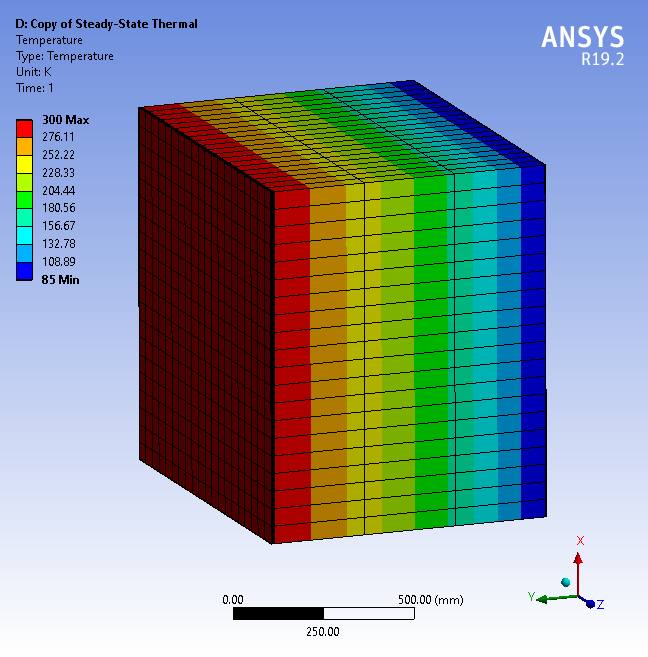 D: Copy of Steady-State Thermal
Temperature
Type: Temperature
Unit: K
Time: 1
ANSYS
R19.2
300 Max
276.11
252.22
228.33
204.44
180.56
156.67
132.78
108.89
85 Min
X
Y
Z
0.00 500.00 (mm)
250.00